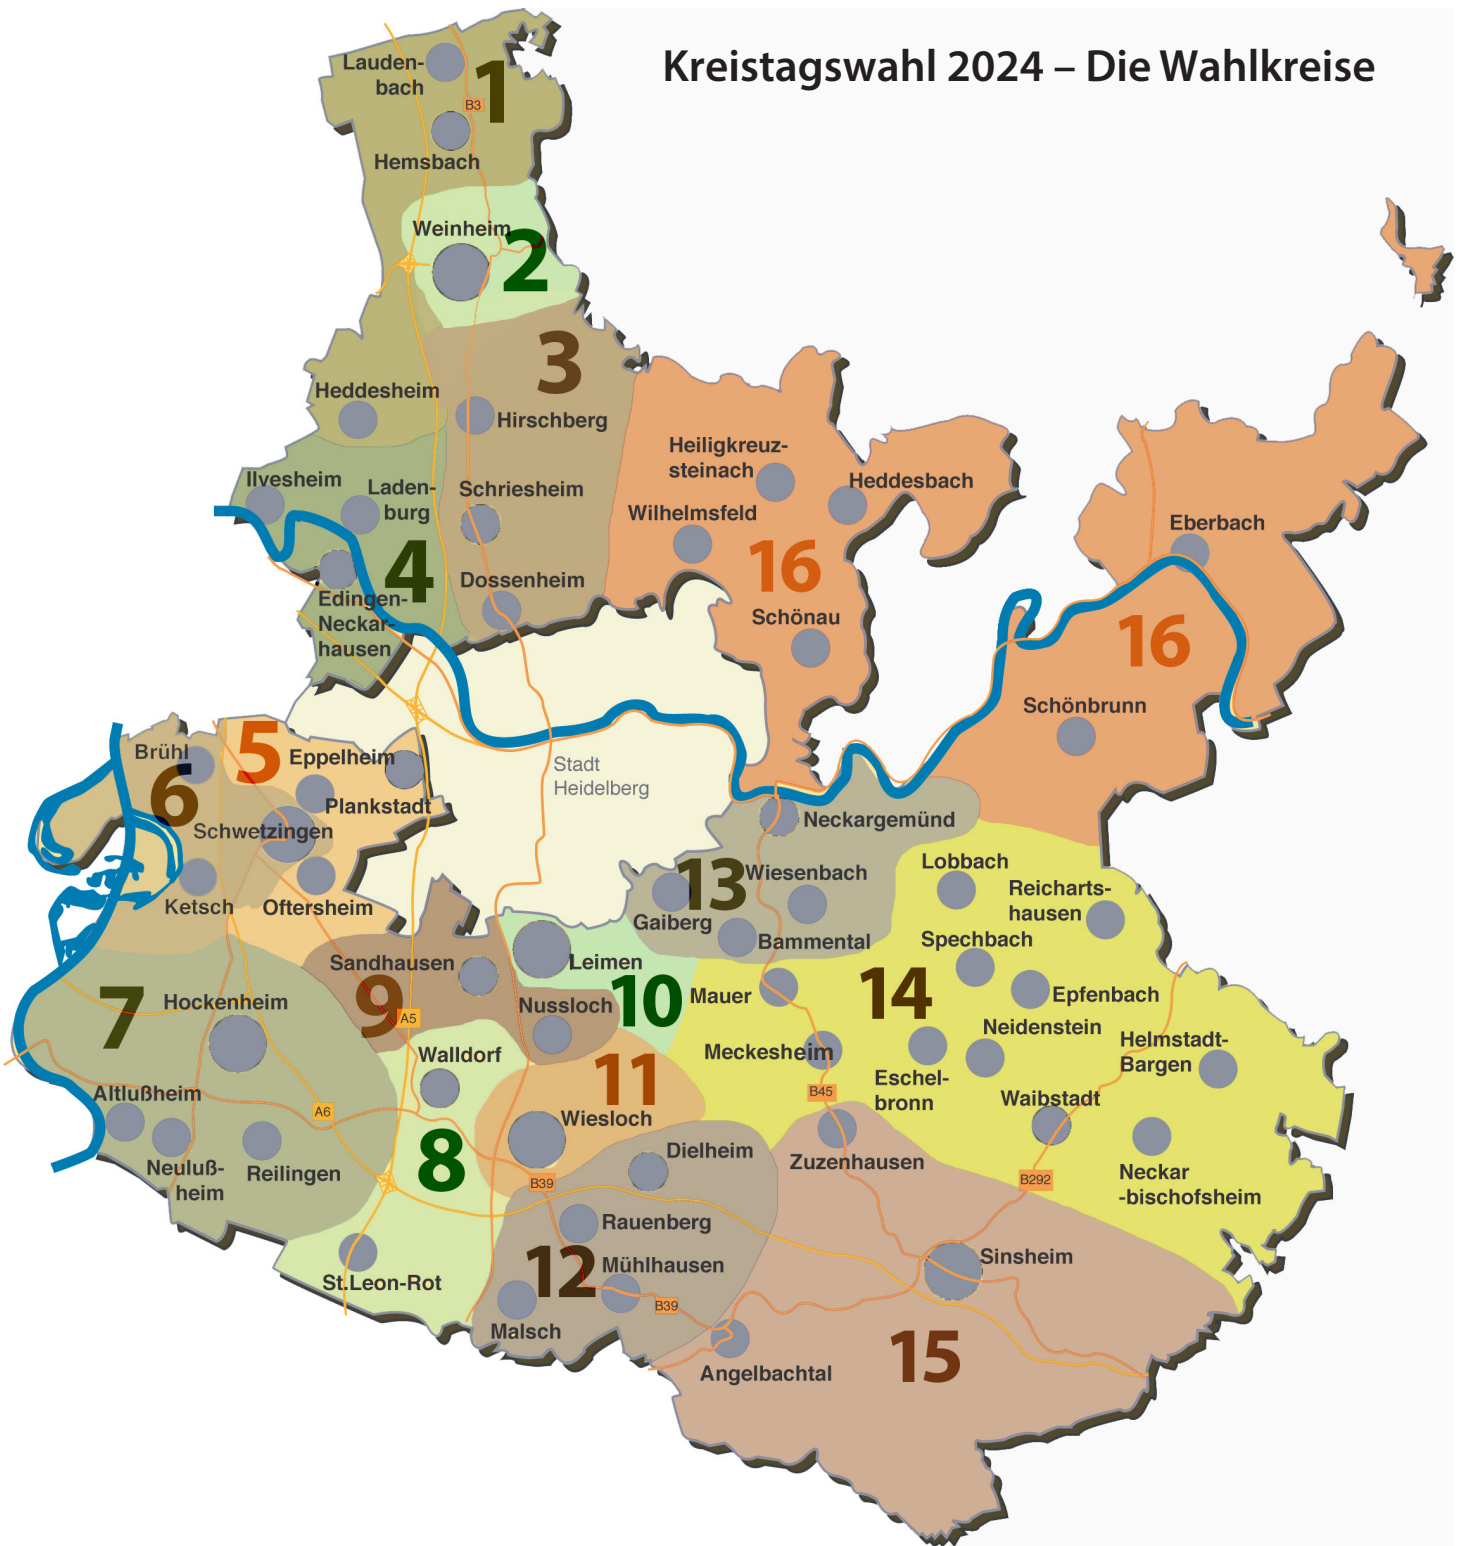 Kreistagswahl 2024 – Die Wahlkreise
Lauden-
bach
1
B3
Hemsbach
Weinheim
2
3
Heddesheim
Hirschberg
Heiligkreuz-
steinach
Heddesbach
Ilvesheim
Laden-
burg
Schriesheim
Wilhelmsfeld
Eberbach
4
16
Dossenheim
Edingen-
Neckar-
hausen
Schönau
16
Schönbrunn
5
Brühl
Eppelheim
6
Stadt
Heidelberg
Plankstadt
Schwetzingen
Neckargemünd
13
Wiesenbach
Lobbach
Reicharts-
hausen
Ketsch
Oftersheim
Gaiberg
Bammental
Spechbach
Sandhausen
Leimen
9
10
Mauer
14
Epfenbach
7
Hockenheim
Nussloch
A5
Neidenstein
Helmstadt-
Bargen
Walldorf
Meckesheim
11
Eschel-
bronn
B45
Waibstadt
Altlußheim
A6
Wiesloch
8
Dielheim
Zuzenhausen
Neuluß-
heim
Reilingen
B39
B292
Neckar
-bischofsheim
Rauenberg
12
Mühlhausen
Sinsheim
St.Leon-Rot
B39
Malsch
15
Angelbachtal